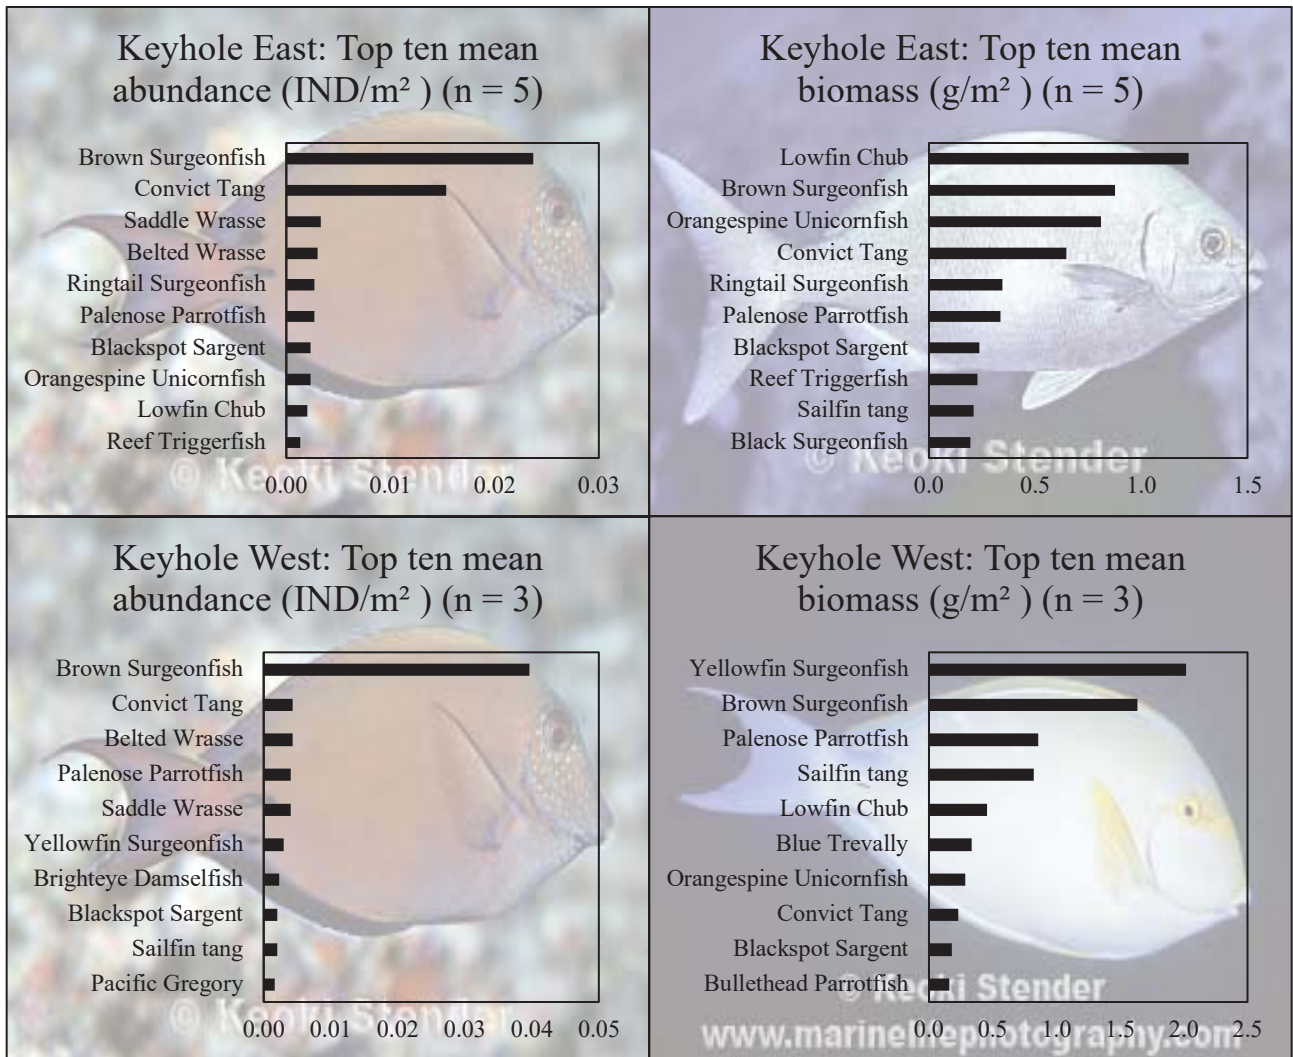 Keyhole East: Top ten mean
abundance (IND/m² ) (n = 5)
Brown Surgeonfish
Convict Tang
Saddle Wrasse
Belted Wrasse
Ringtail Surgeonfish
Palenose Parrotfish
Blackspot Sargent
Orangespine Unicornfish
Lowfin Chub
Reef Triggerfish
© Keoki Stender
0.00 0.01 0.02 0.03
Keyhole East: Top ten mean
biomass (g/m² ) (n = 5)
Lowfin Chub
Brown Surgeonfish
Orangespine Unicornfish
Convict Tang
Ringtail Surgeonfish
Palenose Parrotfish
Blackspot Sargent
Reef Triggerfish
Sailfin tang
Black Surgeonfish
© Keoki Stender
0.0 0.5 1.0 1.5
Keyhole West: Top ten mean
abundance (IND/m² ) (n = 3)
Brown Surgeonfish
Convict Tang
Belted Wrasse
Palenose Parrotfish
Saddle Wrasse
Yellowfin Surgeonfish
Brighteye Damselfish
Blackspot Sargent
Sailfin tang
Pacific Gregory
© Keoki Stender
0.00 0.01 0.02 0.03 0.04 0.05
Keyhole West: Top ten mean
biomass (g/m² ) (n = 3)
Yellowfin Surgeonfish
Brown Surgeonfish
Palenose Parrotfish
Sailfin tang
Lowfin Chub
Blue Trevally
Orangespine Unicornfish
Convict Tang
Blackspot Sargent
Bullethead Parrotfish
© Keoki Stender
0.0 0.5 1.0 1.5 2.0 2.5
www.marinelifephotography.com